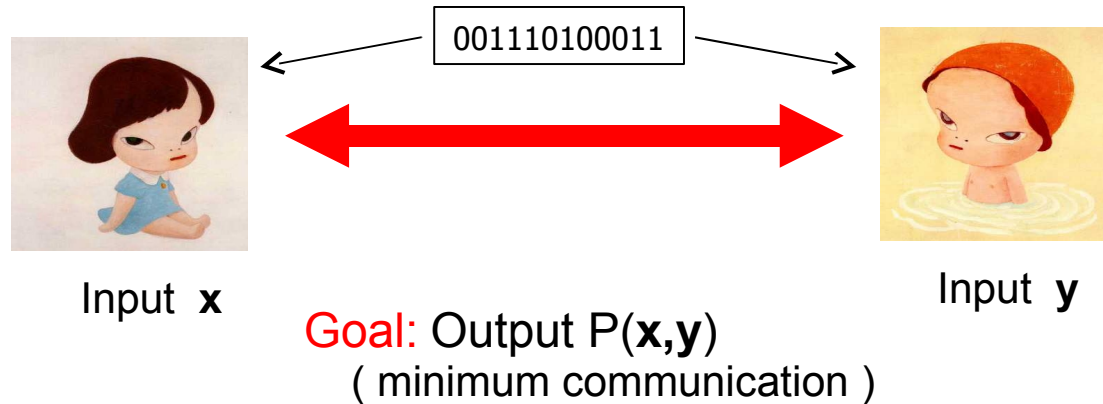 001110100011
Input x
Input y
Goal: Output P(x,y)
( minimum communication )